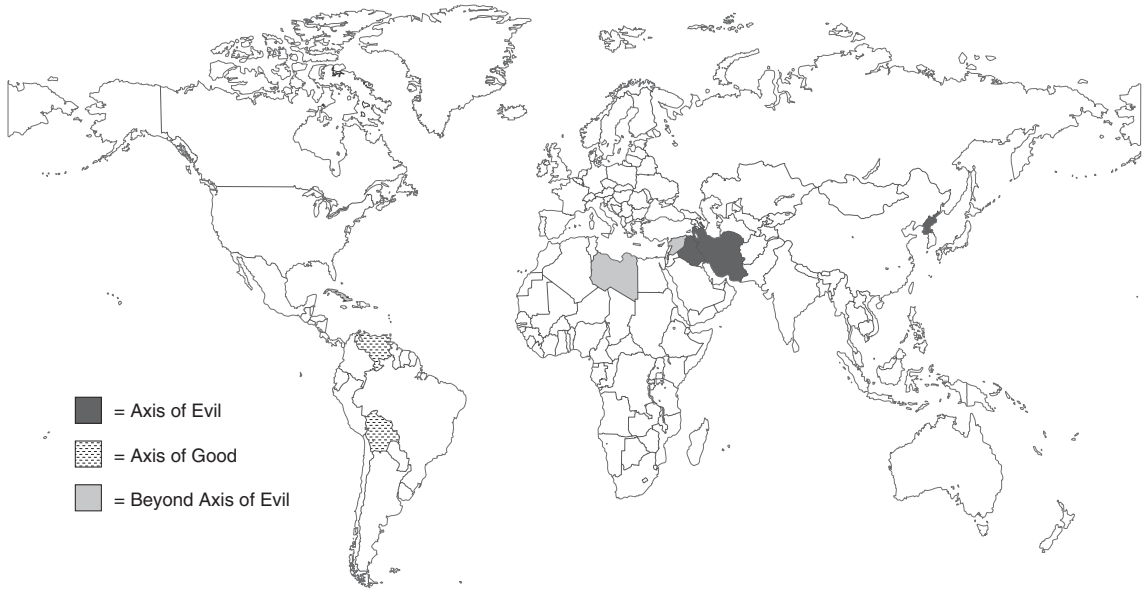 = Axis of Evil
= Axis of Good
= Beyond Axis of Evil